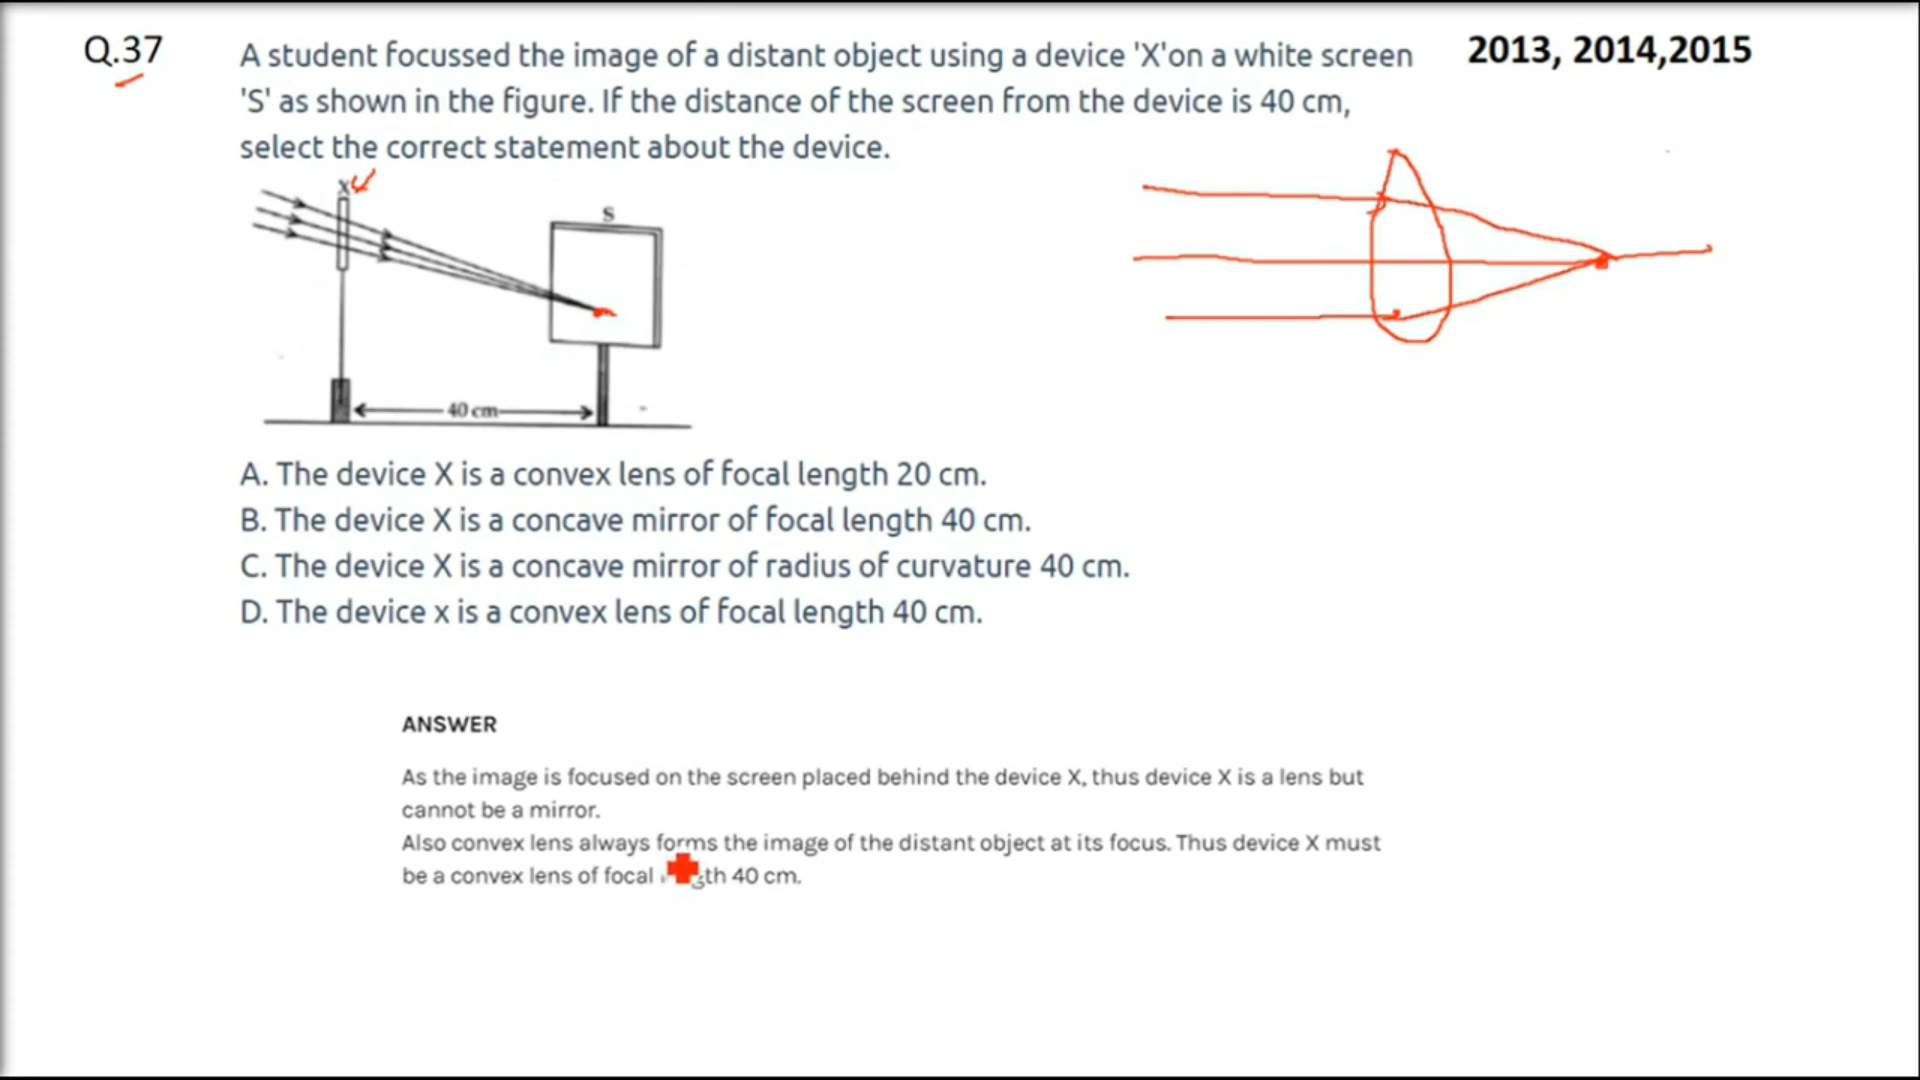 Q.37
A student focussed the image of a distant object using a device 'X'on a white screen
2013, 2014,2015
'S' as shown in the figure. If the distance of the screen from the device is 40 cm,
select the correct statement about the device.
X
S
40 cm
A. The device X is a convex lens of focal length 20 cm.
B. The device X is a concave mirror of focal length 40 cm.
C. The device X is a concave mirror of radius of curvature 40 cm.
D. The device x is a convex lens of focal length 40 cm.
ANSWER
As the image is focused on the screen placed behind the device X, thus device X is a lens but
cannot be a mirror.
Also convex lens always forms the image of the distant object at its focus. Thus device X must
be a convex lens of focal 40 cm.